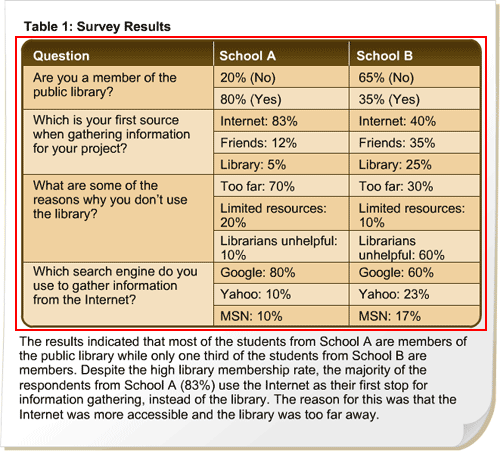 Table 1: Survey Results
Question School A School B
Are you a member of the public library? 20% (No) 65% (No)
80% (Yes) 35% (Yes)
Which is your first source when gathering information for your project? Internet: 83% Internet: 40%
Friends: 12% Friends: 35%
Library: 5% Library: 25%
What are some of the reasons why you don't use the library? Too far: 70% Too far: 30%
Limited resources: 20% Limited resources: 10%
Librarians unhelpful: 10% Librarians unhelpful: 60%
Which search engine do you use to gather information from the Internet? Google: 80% Google: 60%
Yahoo: 10% Yahoo: 23%
MSN: 10% MSN: 17%
The results indicated that most of the students from School A are members of
the public library while only one third of the students from School B are
members. Despite the high library membership rate, the majority of the
respondents from School A (83%) use the Internet as their first stop for
information gathering, instead of the library. The reason for this was that the
Internet was more accessible and the library was too far away.